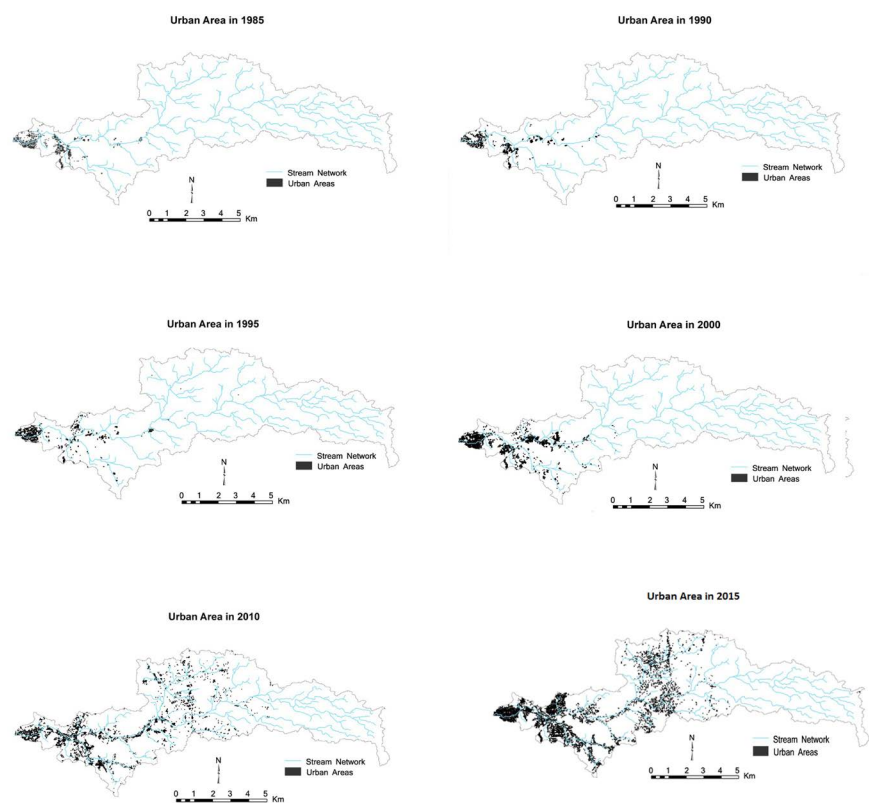 Urban Area in 1985
N
Stream Network
Urban Areas
0 1 2 3 4 5
Km
Urban Area in 1990
N
Stream Network
Urban Areas
0 1 2 3 4 5
Km
Urban Area in 1995
N
Stream Network
Urban Areas
0 1 2 3 4 5
Km
Urban Area in 2000
N
Stream Network
Urban Areas
0 1 2 3 4 5
Km
Urban Area in 2010
N
Stream Network
Urban Areas
0 1 2 3 4 5
Km
Urban Area in 2015
N
Stream Network
Urban Areas
0 1 2 3 4 5
Km